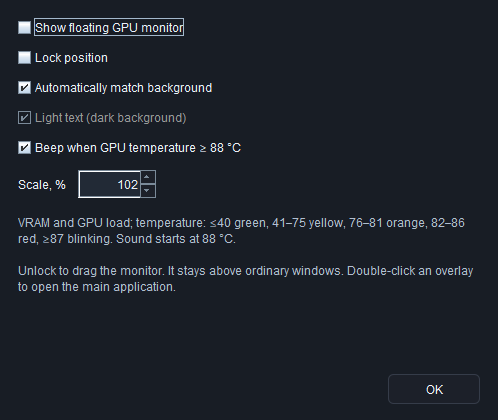 Show floating GPU monitor
Lock position
Automatically match background
Light text (dark background)
Beep when GPU temperature ≥ 88 °C
Scale, % 102
VRAM and GPU load; temperature: ≤40 green, 41–75 yellow, 76–81 orange, 82–86
red, ≥87 blinking. Sound starts at 88 °C.
Unlock to drag the monitor. It stays above ordinary windows. Double-click an overlay
to open the main application.
OK